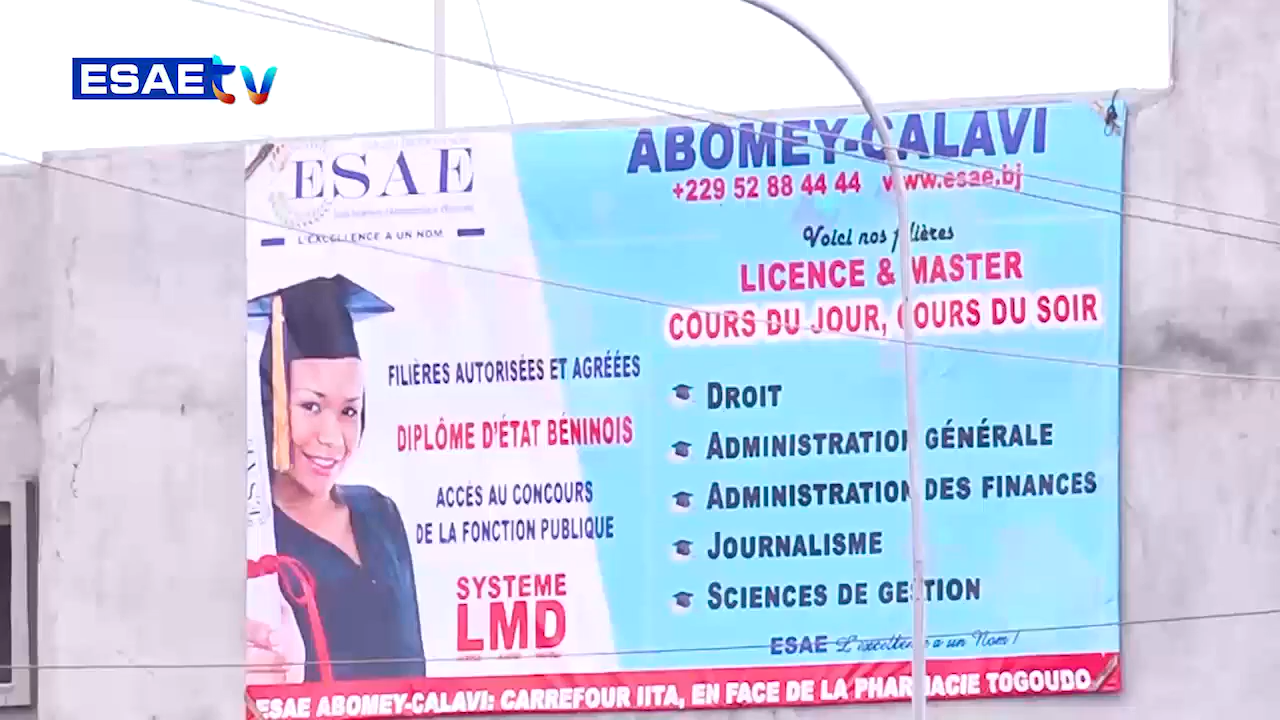 ESAEtv
ESAE
L'EXCELLENCE A UN NOM
ABOMEY-CALAVI
+229 52 88 44 44 www.esae.bj
Voici nos filières
LICENCE & MASTER
COURS DU JOUR, COURS DU SOIR
FILIÈRES AUTORISÉES ET AGRÉÉES
DIPLÔME D'ÉTAT BÉNINOIS
ACCÈS AU CONCOURS
DE LA FONCTION PUBLIQUE
SYSTEME
LMD
DROIT
ADMINISTRATION GÉNÉRALE
ADMINISTRATION DES FINANCES
JOURNALISME
SCIENCES DE GESTION
ESAE L'excellence a un Nom !
ESAE ABOMEY-CALAVI: CARREFOUR IITA, EN FACE DE LA PHARMACIE TOGOUDO